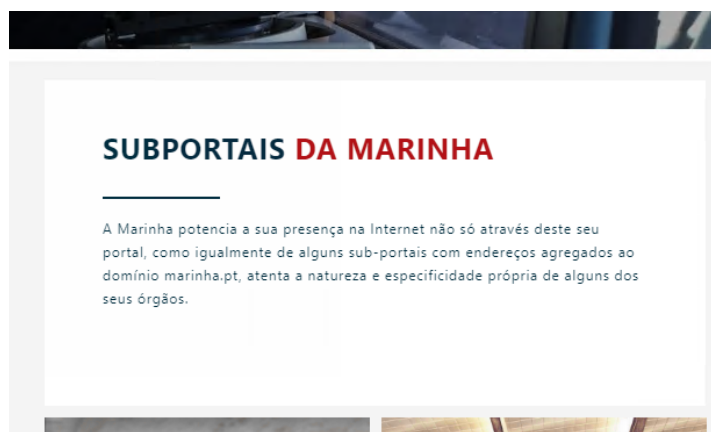 SUBPORTAIS DA MARINHA
A Marinha potencia a sua presença na Internet não só através deste seu
portal, como igualmente de alguns sub-portais com endereços agregados ao
domínio marinha.pt, atenta a natureza e especificidade própria de alguns dos
seus órgãos.